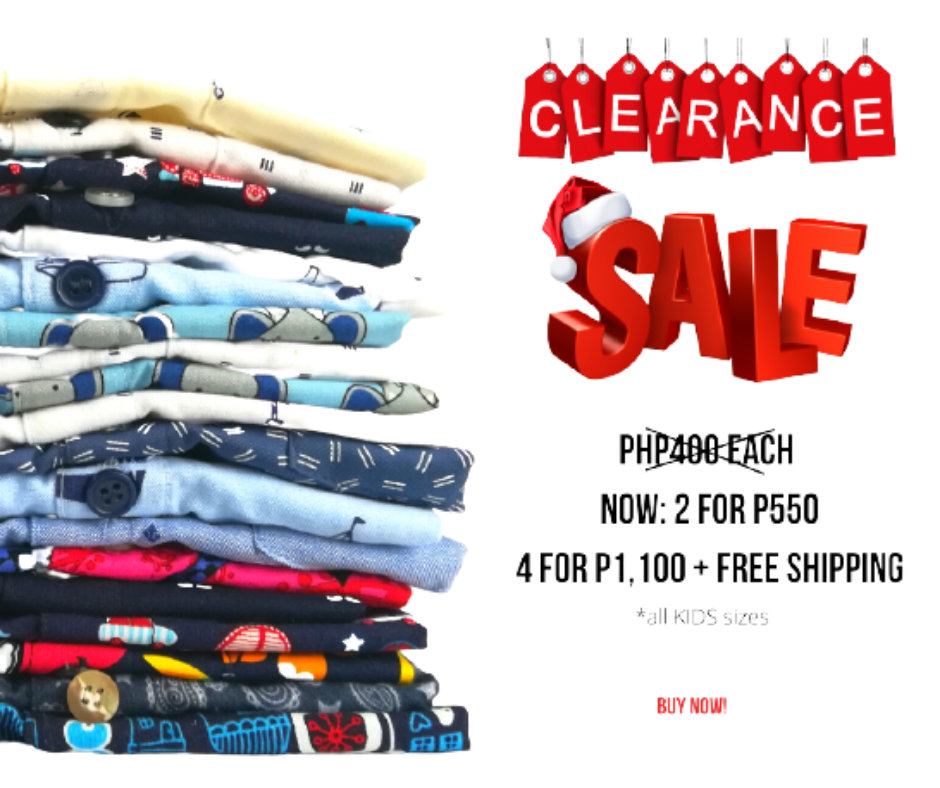 CLEARANCE
SALE
PHP400 EACH
NOW: 2 FOR P550
4 FOR P1,100 + FREE SHIPPING
*all KIDS sizes
BUY NOW!